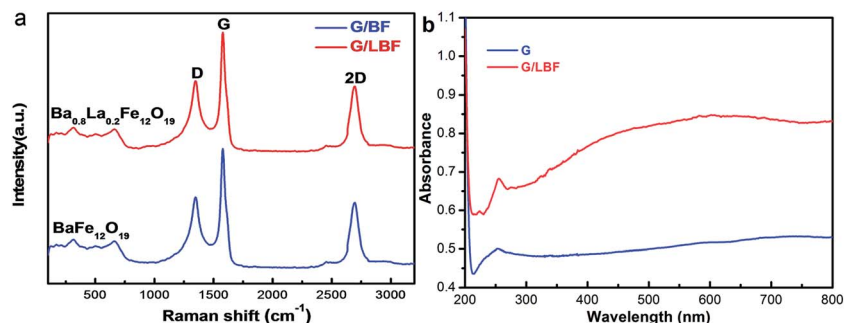 a
G
G/BF
G/LBF
D
2D
Ba0.8La0.2Fe12O19
BaFe12O19
Intensity(a.u.)
500 1000 1500 2000 2500 3000
Raman shift (cm-1)
b
1.1
1.0
0.9
0.8
0.7
0.6
0.5
0.4
G
G/LBF
Absorbance
200 300 400 500 600 700 800
Wavelength (nm)